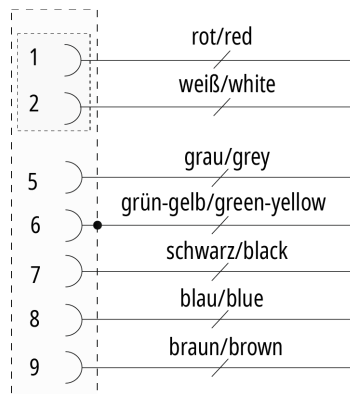 1 rot/red
2 weiß/white
5 grau/grey
6 grün-gelb/green-yellow
7 schwarz/black
8 blau/blue
9 braun/brown